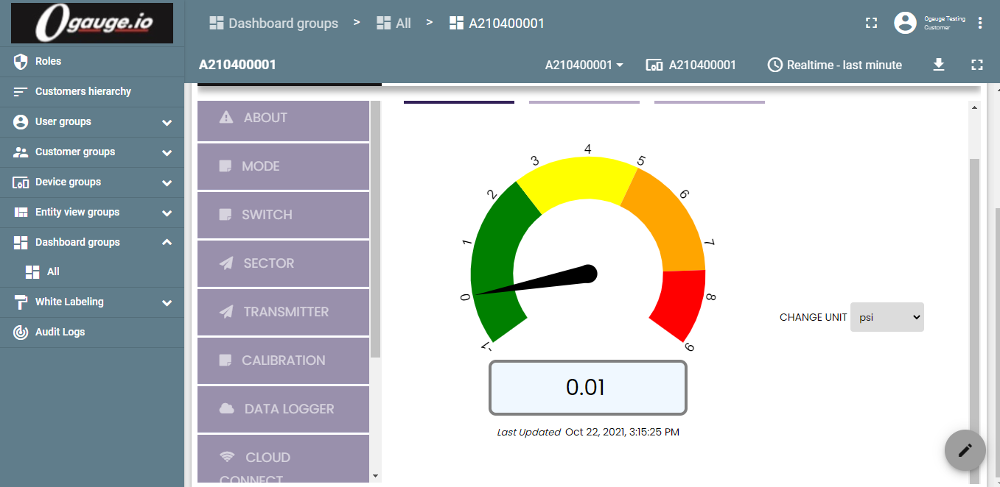 Ogauge.io
Dashboard groups > All > A210400001
Ogauge Testing
Customer
A210400001
A210400001
A210400001
Realtime - last minute
Roles
Customers hierarchy
User groups
Customer groups
Device groups
Entity view groups
Dashboard groups
All
White Labeling
Audit Logs
ABOUT
MODE
SWITCH
SECTOR
TRANSMITTER
CALIBRATION
DATA LOGGER
CLOUD
CONNECT
-1
0
1
2
3
4
5
6
7
8
9
0.01
Last Updated Oct 22, 2021, 3:15:25 PM
CHANGE UNIT psi